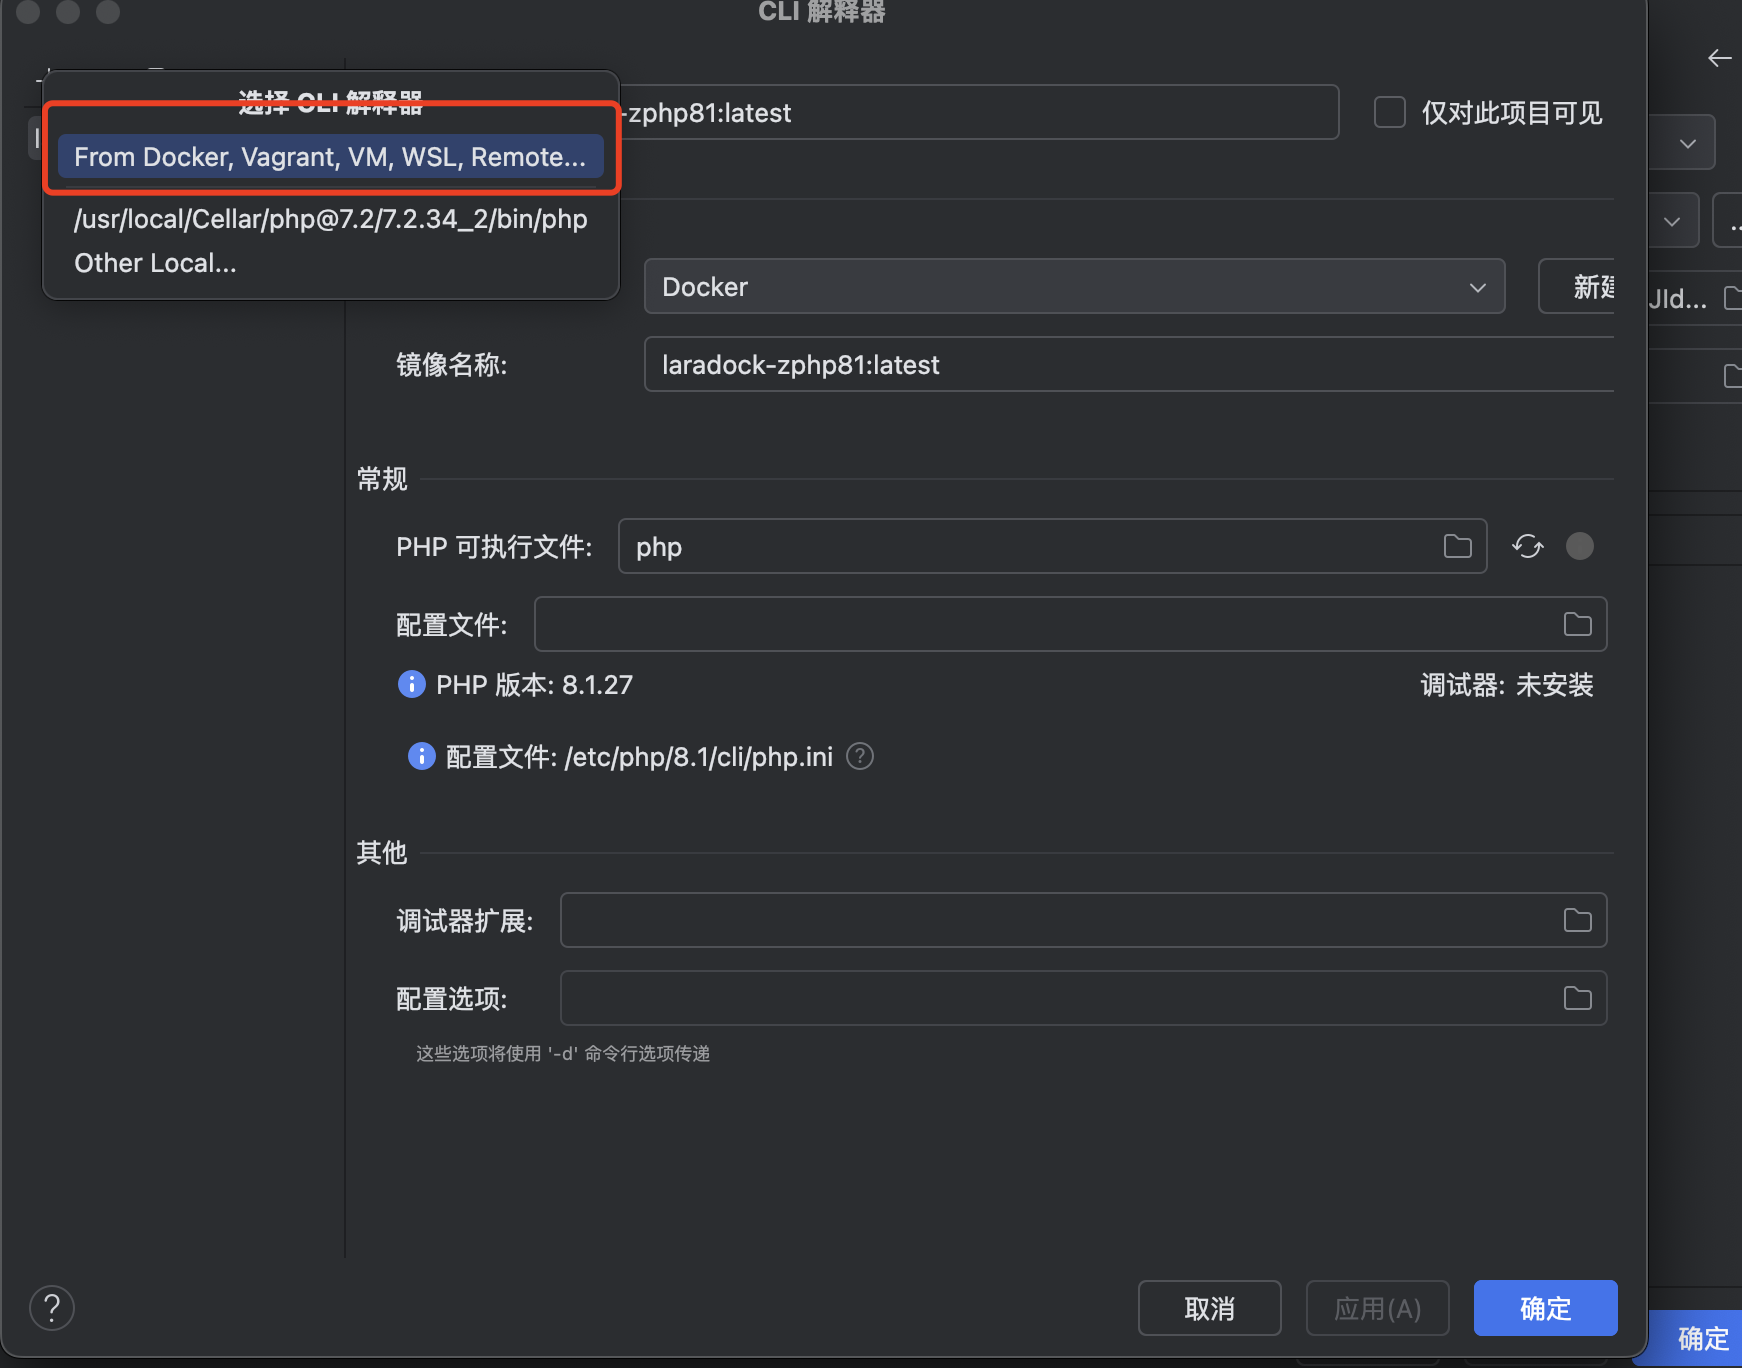 CLI 解释器
选择 CLI 解释器
From Docker, Vagrant, VM, WSL, Remote...
/usr/local/Cellar/php@7.2/7.2.34_2/bin/php
Other Local...
-zphp81:latest
仅对此项目可见
Docker
新建
JId...
镜像名称:
laradock-zphp81:latest
常规
PHP 可执行文件:
php
配置文件:
PHP 版本: 8.1.27
调试器: 未安装
配置文件: /etc/php/8.1/cli/php.ini
其他
调试器扩展:
配置选项:
这些选项将使用 '-d' 命令行选项传递
?
取消
应用(A)
确定
确定